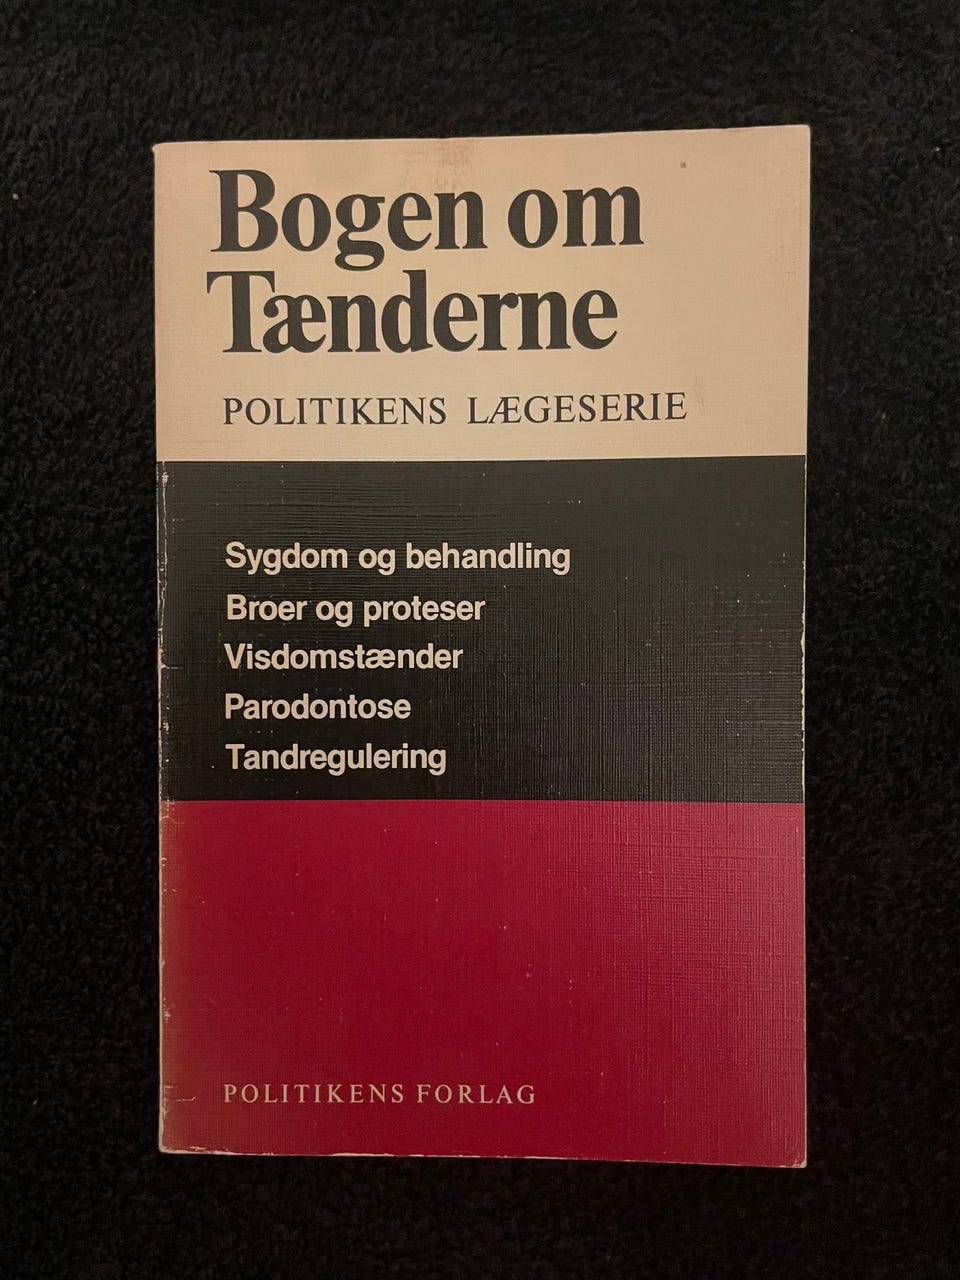 Bogen om
Tænderne
POLITIKENS LÆGESERIE
Sygdom og behandling
Broer og proteser
Visdomstænder
Parodontose
Tandregulering
POLITIKENS FORLAG